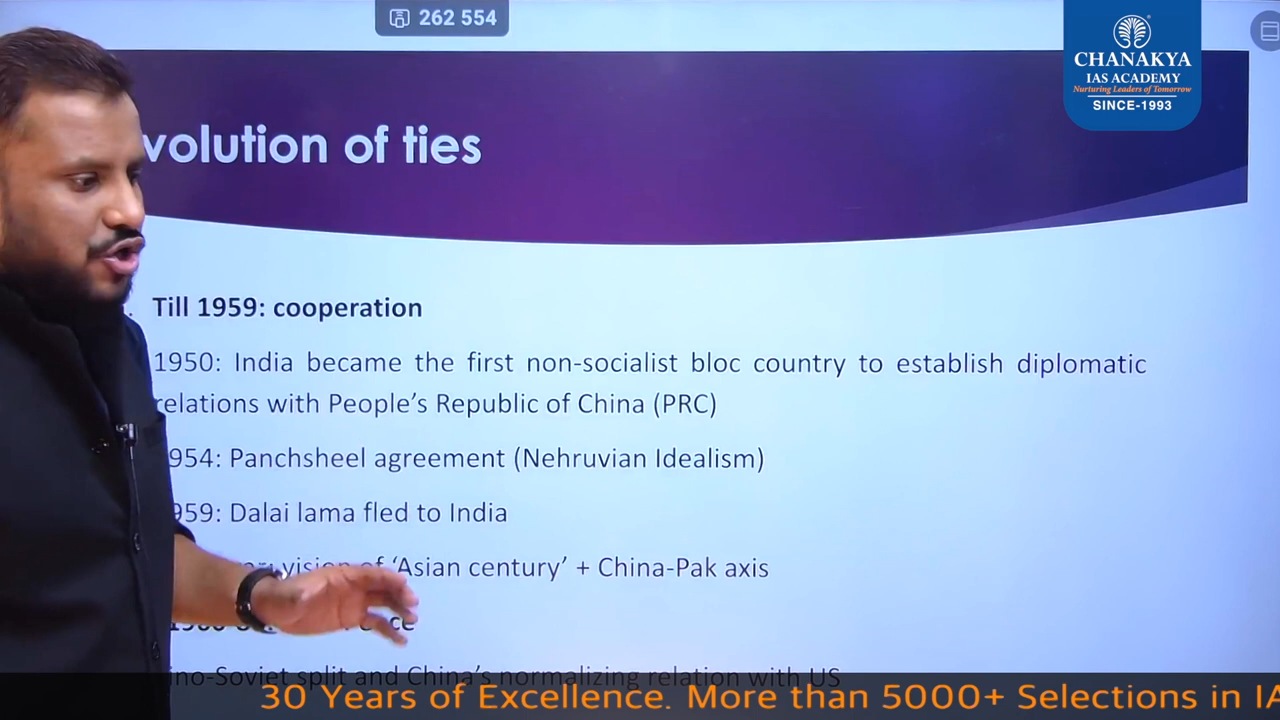 262 554
CHANAKYA
IAS ACADEMY
Nurturing Leaders of Tomorrow
SINCE-1993
volution of ties
Till 1959: cooperation
1950: India became the first non-socialist bloc country to establish diplomatic
relations with People's Republic of China (PRC)
954: Panchsheel agreement (Nehruvian Idealism)
959: Dalai lama fled to India
vision of 'Asian century' + China-Pak axis
ino-Soviet split and China's normalizing relation with US
30 Years of Excellence. More than 5000+ Selections in IA